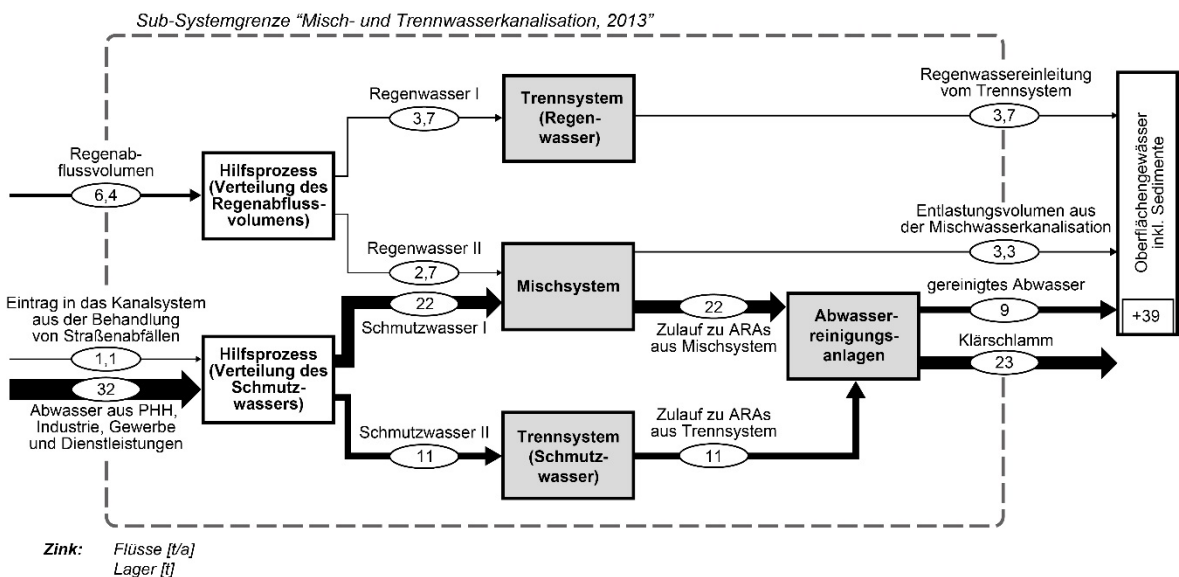 Sub-Systemgrenze "Misch- und Trennwasserkanalisation, 2013"
Regenwasser I
3,7
Trennsystem
(Regen-
wasser)
Regenwassereinleitung
vom Trennsystem
3,7
Regenab-
flussvolumen
6,4
Hilfsprozess
(Verteilung des
Regenabfluss-
volumens)
Regenwasser II
2,7
22
Schmutzwasser I
Mischsystem
Entlastungsvolumen aus
der Mischwasserkanalisation
3,3
Oberflächengewässer
inkl. Sedimente
+39
22
Zulauf zu ARAs
aus Mischsystem
Abwasser-
reinigungs-
anlagen
gereinigtes Abwasser
9
Klärschlamm
23
Eintrag in das Kanalsystem
aus der Behandlung
von Straßenabfällen
1,1
32
Abwasser aus PHH,
Industrie, Gewerbe
und Dienstleistungen
Hilfsprozess
(Verteilung des
Schmutz-
wassers)
Schmutzwasser II
11
Trennsystem
(Schmutz-
wasser)
Zulauf zu ARAs
aus Trennsystem
11
Zink: Flüsse [t/a]
Lager [t]